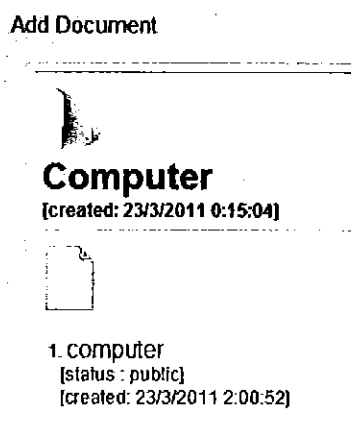 Add Document
Computer
[created: 23/3/2011 0:15:04]
1. computer
[status : public]
[created: 23/3/2011 2:00:52]